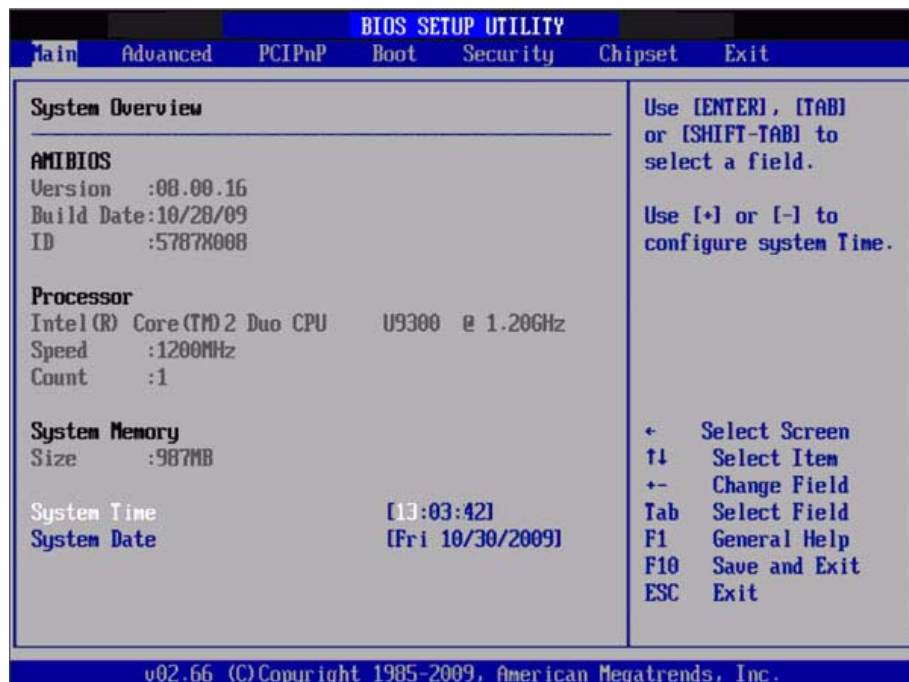 BIOS SETUP UTILITY
Main Advanced PCIPnP Boot Security Chipset Exit
System Overview
AMIBIOS
Version :08.00.16
Build Date:10/28/09
ID :5787X008
Processor
Intel(R) Core(TM)2 Duo CPU U9300 @ 1.20GHz
Speed :1200MHz
Count :1
System Memory
Size :987MB
System Time [13:03:42]
System Date [Fri 10/30/2009]
Use [ENTER], [TAB]
or [SHIFT-TAB] to
select a field.
Use [+] or [-] to
configure system Time.
← Select Screen
↑↓ Select Item
+- Change Field
Tab Select Field
F1 General Help
F10 Save and Exit
ESC Exit
v02.66 (C)Copyright 1985-2009, American Megatrends, Inc.